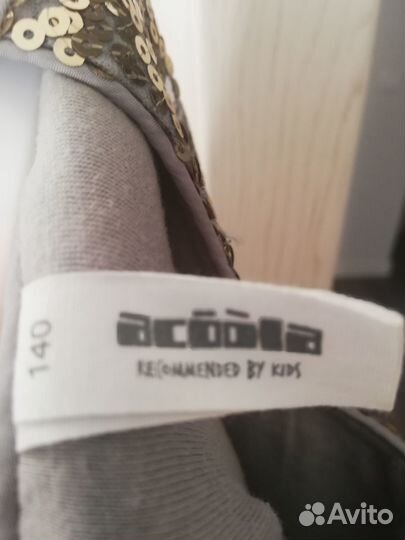 acoola
RECOMMENDED BY KIDS
140
Avito